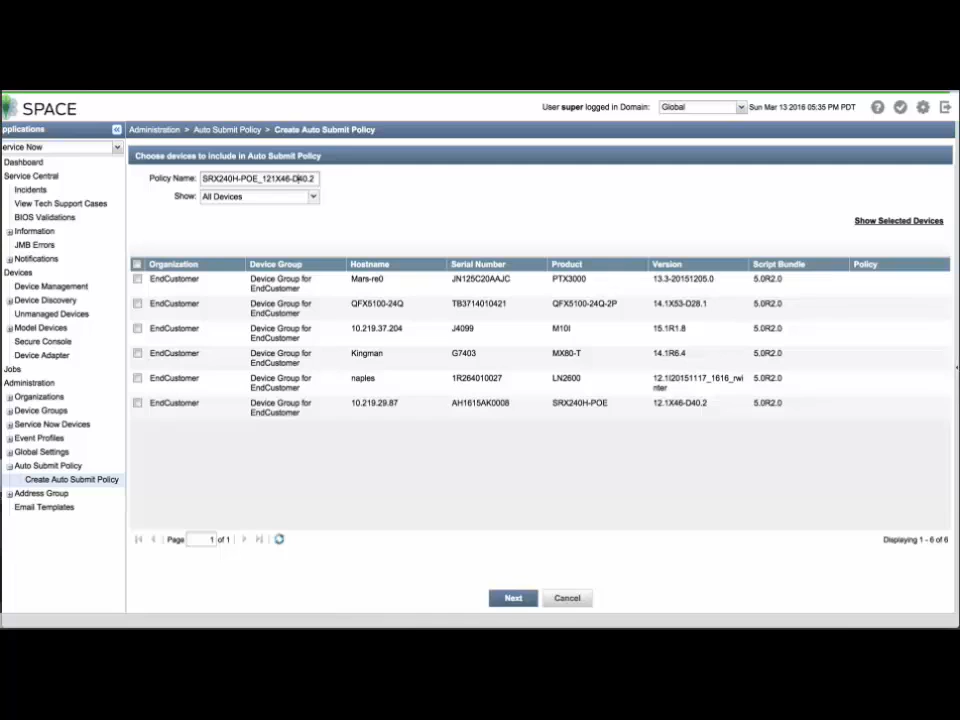 SPACE
User super logged in Domain: Global Sun Mar 13 2016 05:35 PM PDT
pplications
Administration > Auto Submit Policy > Create Auto Submit Policy
ervice Now
Dashboard
Service Central
Incidents
View Tech Support Cases
BIOS Validations
Information
JMB Errors
Notifications
Devices
Device Management
Device Discovery
Unmanaged Devices
Model Devices
Secure Console
Device Adapter
Jobs
Administration
Organizations
Device Groups
Service Now Devices
Event Profiles
Global Settings
Auto Submit Policy
Create Auto Submit Policy
Address Group
Email Templates
Choose devices to include in Auto Submit Policy
Policy Name: SRX240H-POE_121X46-D40.2
Show: All Devices
Show Selected Devices
Organization Device Group Hostname Serial Number Product Version Script Bundle Policy
EndCustomer Device Group for Mars-re0 JN125C20AAJC PTX3000 13.3-20151205.0 5.0R2.0
EndCustomer
EndCustomer Device Group for QFX5100-24Q TB3714010421 QFX5100-24Q-2P 14.1X53-D28.1 5.0R2.0
EndCustomer
EndCustomer Device Group for 10.219.37.204 J4099 M10I 15.1R1.8 5.0R2.0
EndCustomer
EndCustomer Device Group for Kingman G7403 MX80-T 14.1R6.4 5.0R2.0
EndCustomer
EndCustomer Device Group for naples 1R264010027 LN2600 12.1I20151117_1616_rwi 5.0R2.0
EndCustomer nter
EndCustomer Device Group for 10.219.29.87 AH1615AK0008 SRX240H-POE 12.1X46-D40.2 5.0R2.0
EndCustomer
Page 1 of 1
Displaying 1 - 6 of 6
Next Cancel